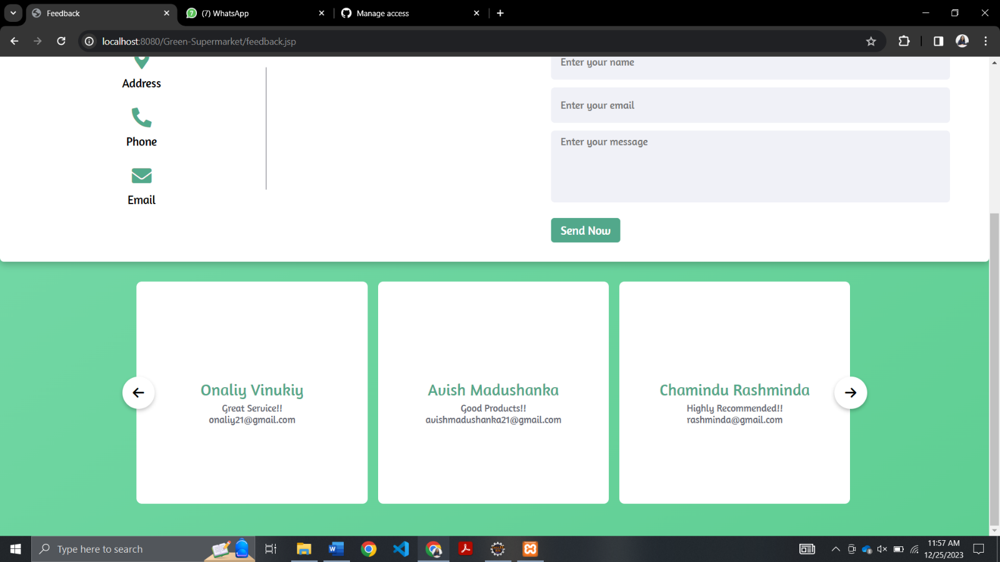 Feedback
(7) WhatsApp
Manage access
localhost:8080/Green-Supermarket/feedback.jsp
Address
Phone
Email
Enter your name
Enter your email
Enter your message
Send Now
Onaliy Vinukiy
Great Service!!
onaliy21@gmail.com
Avish Madushanka
Good Products!!
avishmadushanka21@gmail.com
Chamindu Rashminda
Highly Recommended!!
rashminda@gmail.com
Type here to search
11:57 AM
12/25/2023